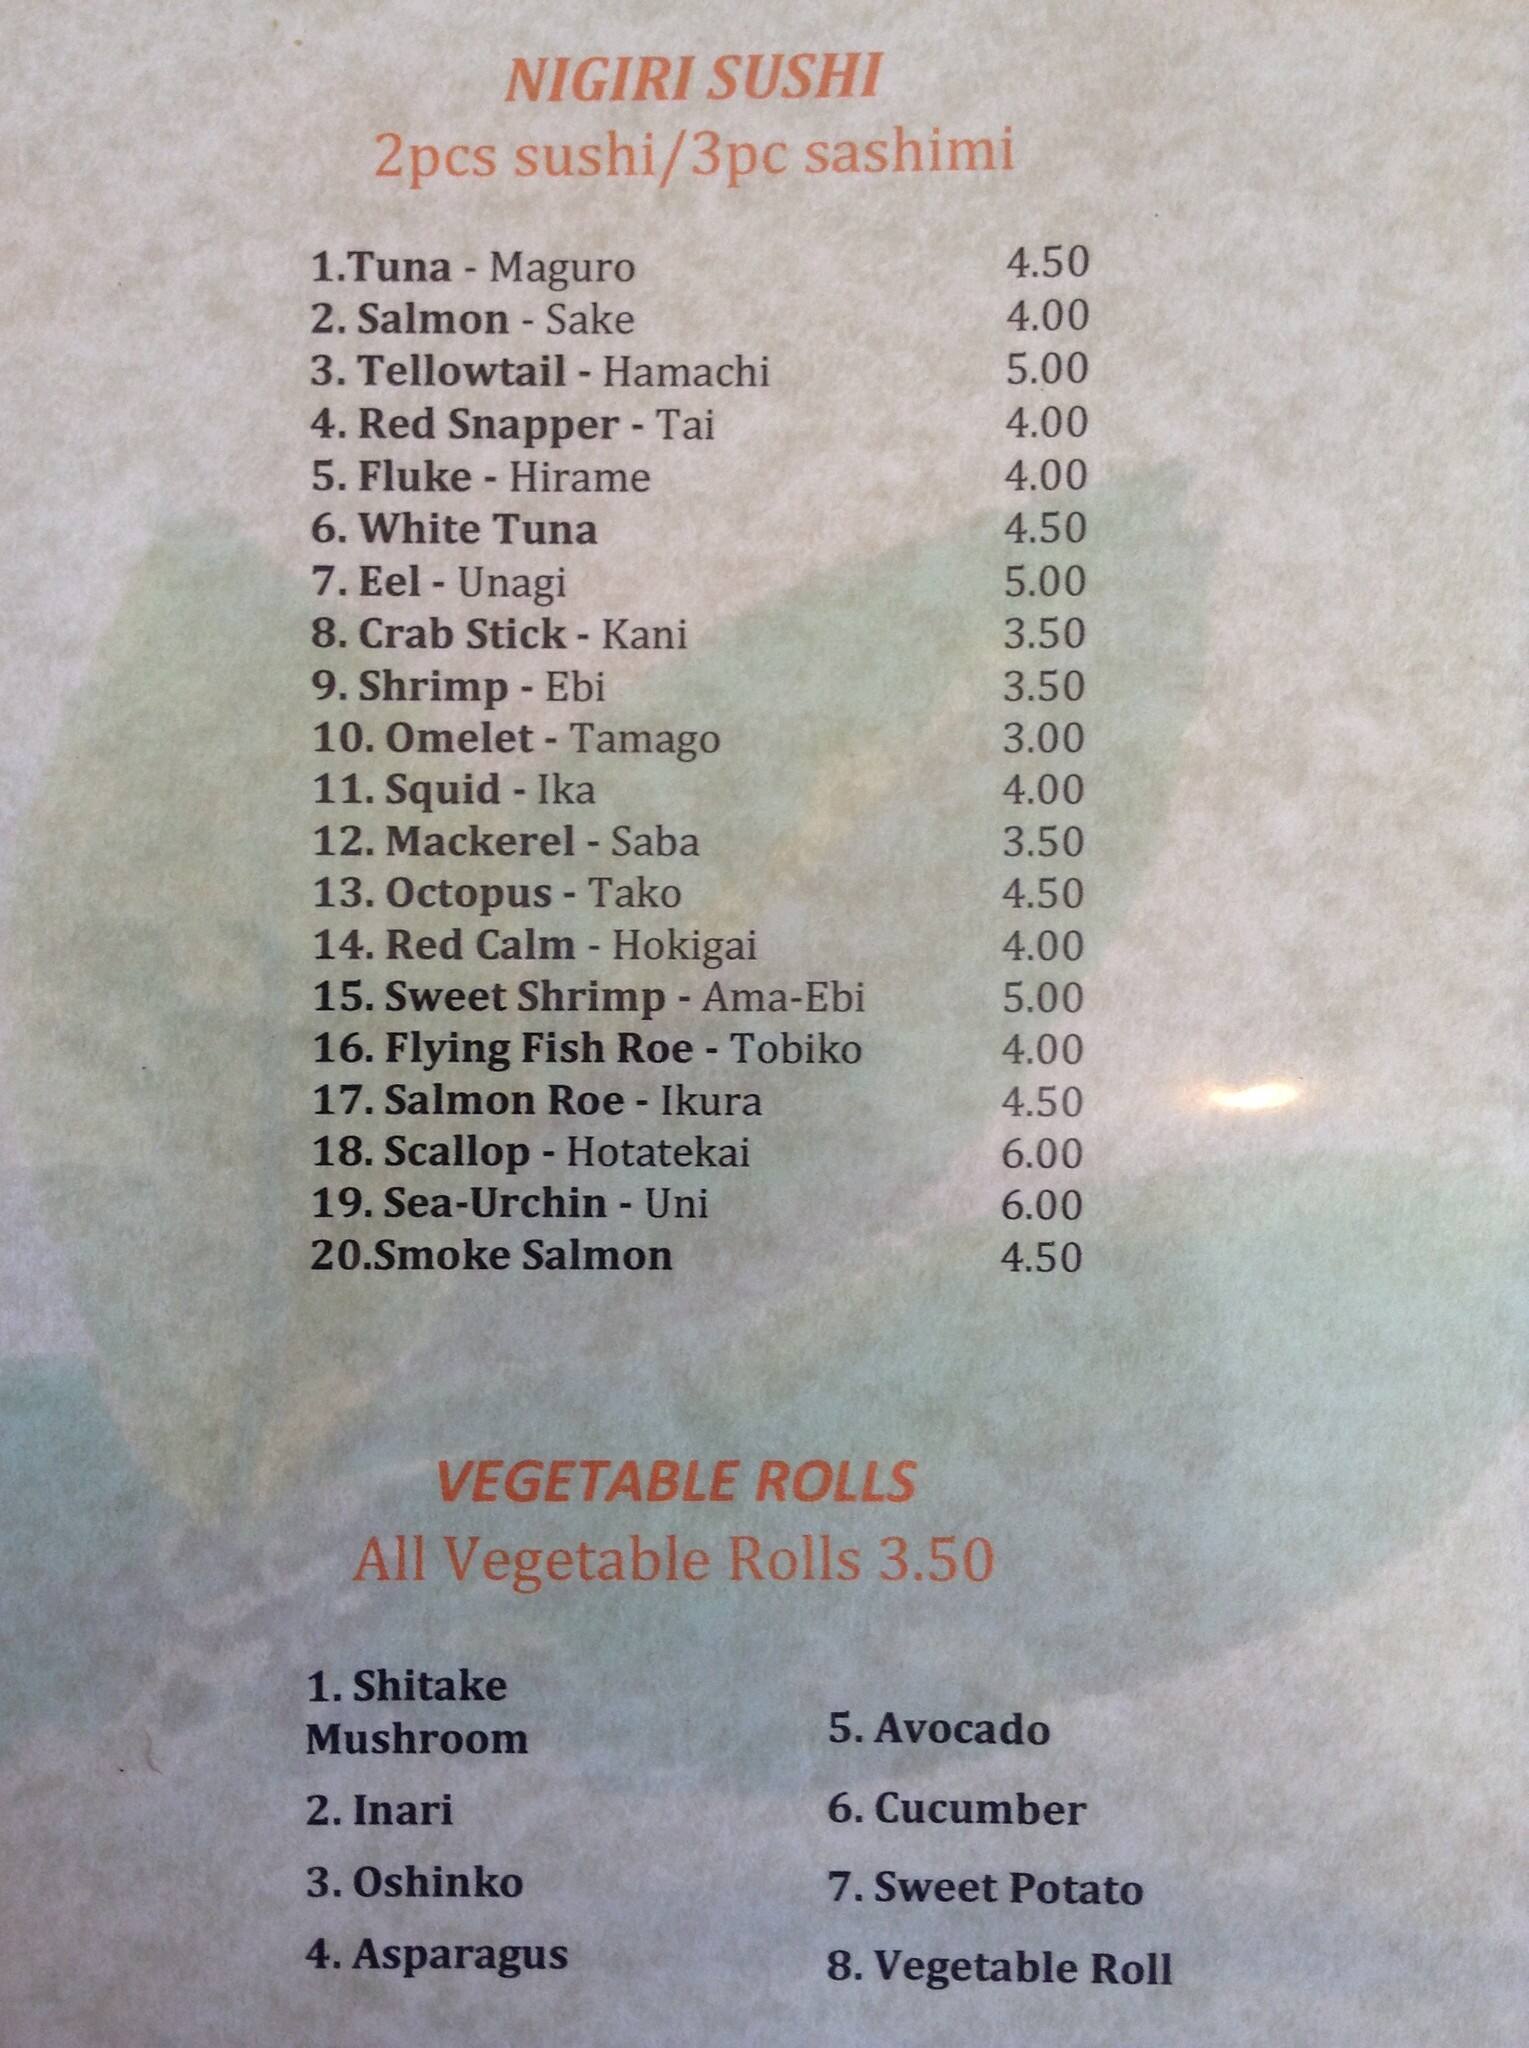 NIGIRI SUSHI
2pcs sushi/3pc sashimi
1.Tuna - Maguro 4.50
2. Salmon - Sake 4.00
3. Tellowtail - Hamachi 5.00
4. Red Snapper - Tai 4.00
5. Fluke - Hirame 4.00
6. White Tuna 4.50
7. Eel - Unagi 5.00
8. Crab Stick - Kani 3.50
9. Shrimp - Ebi 3.50
10. Omelet - Tamago 3.00
11. Squid - Ika 4.00
12. Mackerel - Saba 3.50
13. Octopus - Tako 4.50
14. Red Calm - Hokigai 4.00
15. Sweet Shrimp - Ama-Ebi 5.00
16. Flying Fish Roe - Tobiko 4.00
17. Salmon Roe - Ikura 4.50
18. Scallop - Hotatekai 6.00
19. Sea-Urchin - Uni 6.00
20.Smoke Salmon 4.50
VEGETABLE ROLLS
All Vegetable Rolls 3.50
1. Shitake
Mushroom
2. Inari
3. Oshinko
4. Asparagus
5. Avocado
6. Cucumber
7. Sweet Potato
8. Vegetable Roll